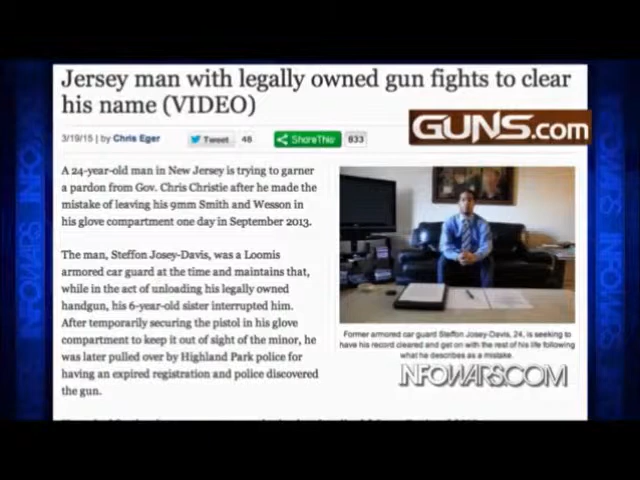 Jersey man with legally owned gun fights to clear
his name (VIDEO)
GUNS.com
3/19/15 | by Chris Eger
Tweet 46
ShareThis 833
A 24-year-old man in New Jersey is trying to garner
a pardon from Gov. Chris Christie after he made the
mistake of leaving his 9mm Smith and Wesson in
his glove compartment one day in September 2013.
The man, Steffon Josey-Davis, was a Loomis
armored car guard at the time and maintains that,
while in the act of unloading his legally owned
handgun, his 6-year-old sister interrupted him.
After temporarily securing the pistol in his glove
compartment to keep it out of sight of the minor, he
was later pulled over by Highland Park police for
having an expired registration and police discovered
the gun.
Former armored car guard Steffon Josey-Davis, 24, is seeking to
have his record cleared and get on with the rest of his life following
what he describes as a mistake.
INFOWARS.COM
INFOWARS
INFOWARS